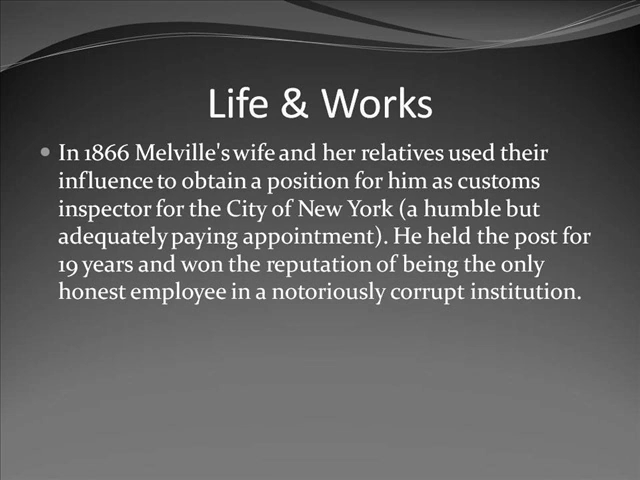 Life & Works
• In 1866 Melville's wife and her relatives used their
influence to obtain a position for him as customs
inspector for the City of New York (a humble but
adequately paying appointment). He held the post for
19 years and won the reputation of being the only
honest employee in a notoriously corrupt institution.